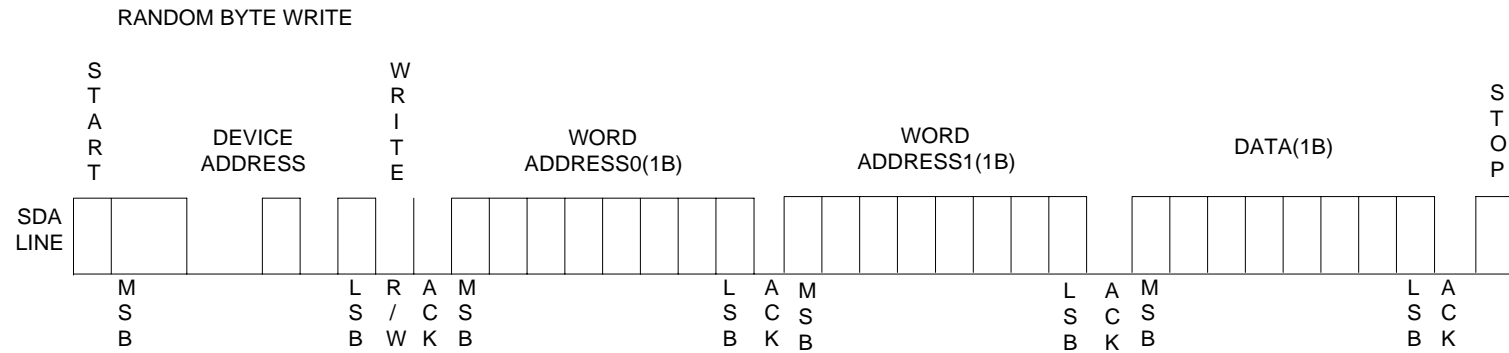 RANDOM BYTE WRITE
START
WRITE
STOP
DEVICE
ADDRESS
WORD
ADDRESS0(1B)
WORD
ADDRESS1(1B)
DATA(1B)
SDA
LINE
MSB
LSB
R/W
ACK
MSB
LSB
ACK
MSB
LSB
ACK
MSB
LSB
ACK